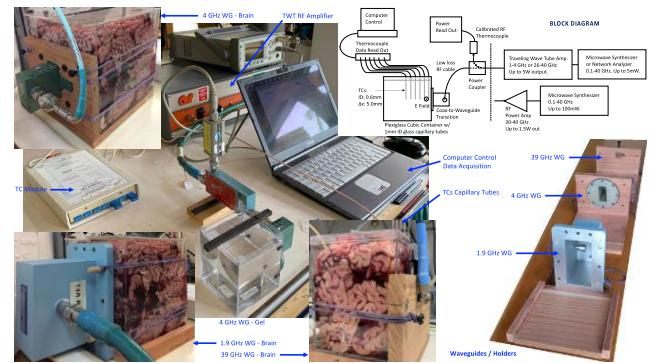 4 GHz WG - Brain
TWT RF Amplifier
BLOCK DIAGRAM
Computer
Control
Thermocouple
Data Read Out
Power
Read Out
Calibrated RF
Thermocouple
Low loss
RF cable
Traveling Wave Tube Amp.
1-4 GHz or 26-40 GHz
Up to 5W output.
Microwave Synthesizer
or Network Analyzer
0.1-40 GHz. Up to 5mW.
TCs:
ID: 0.6mm
Δx: 5.0mm
E Field
Power
Coupler
Coax-to-Waveguide
Transition
RF
Power Amp
30-40 GHz
Up to 1.5W out
Microwave Synthesizer
0.1-40 GHz
Up to 100mW.
Plexiglass Cubic Container w/
1mm ID glass capillary tubes
39 GHz WG
Computer Control
Data Acquisition
TC Module
TCs Capillary Tubes
4 GHz WG
1.9 GHz WG
4 GHz WG - Gel
1.9 GHz WG - Brain
39 GHz WG - Brain
Waveguides / Holders